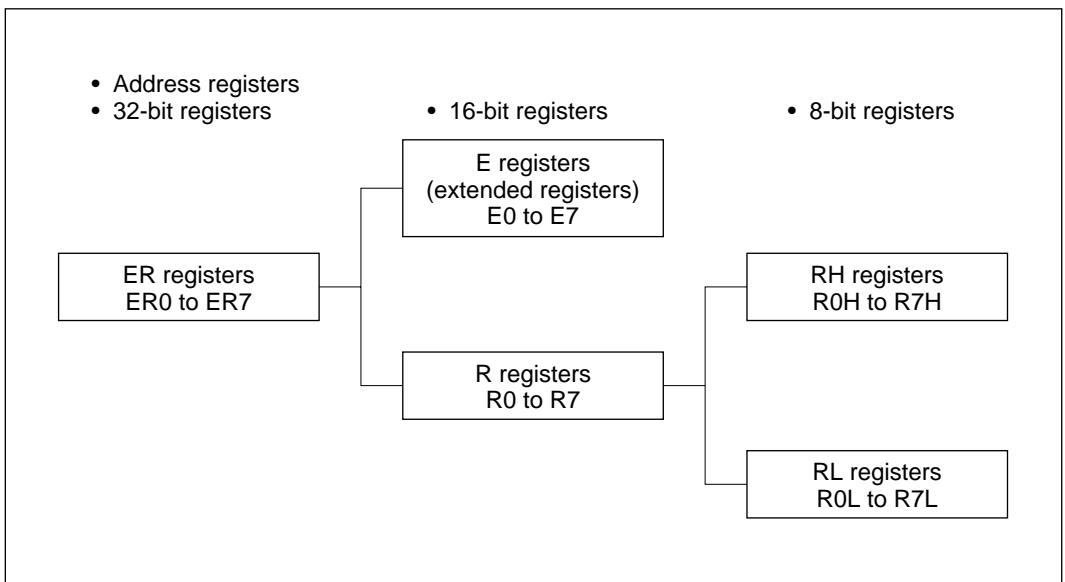 • Address registers
• 32-bit registers
• 16-bit registers
• 8-bit registers
E registers
(extended registers)
E0 to E7
ER registers
ER0 to ER7
RH registers
R0H to R7H
R registers
R0 to R7
RL registers
R0L to R7L